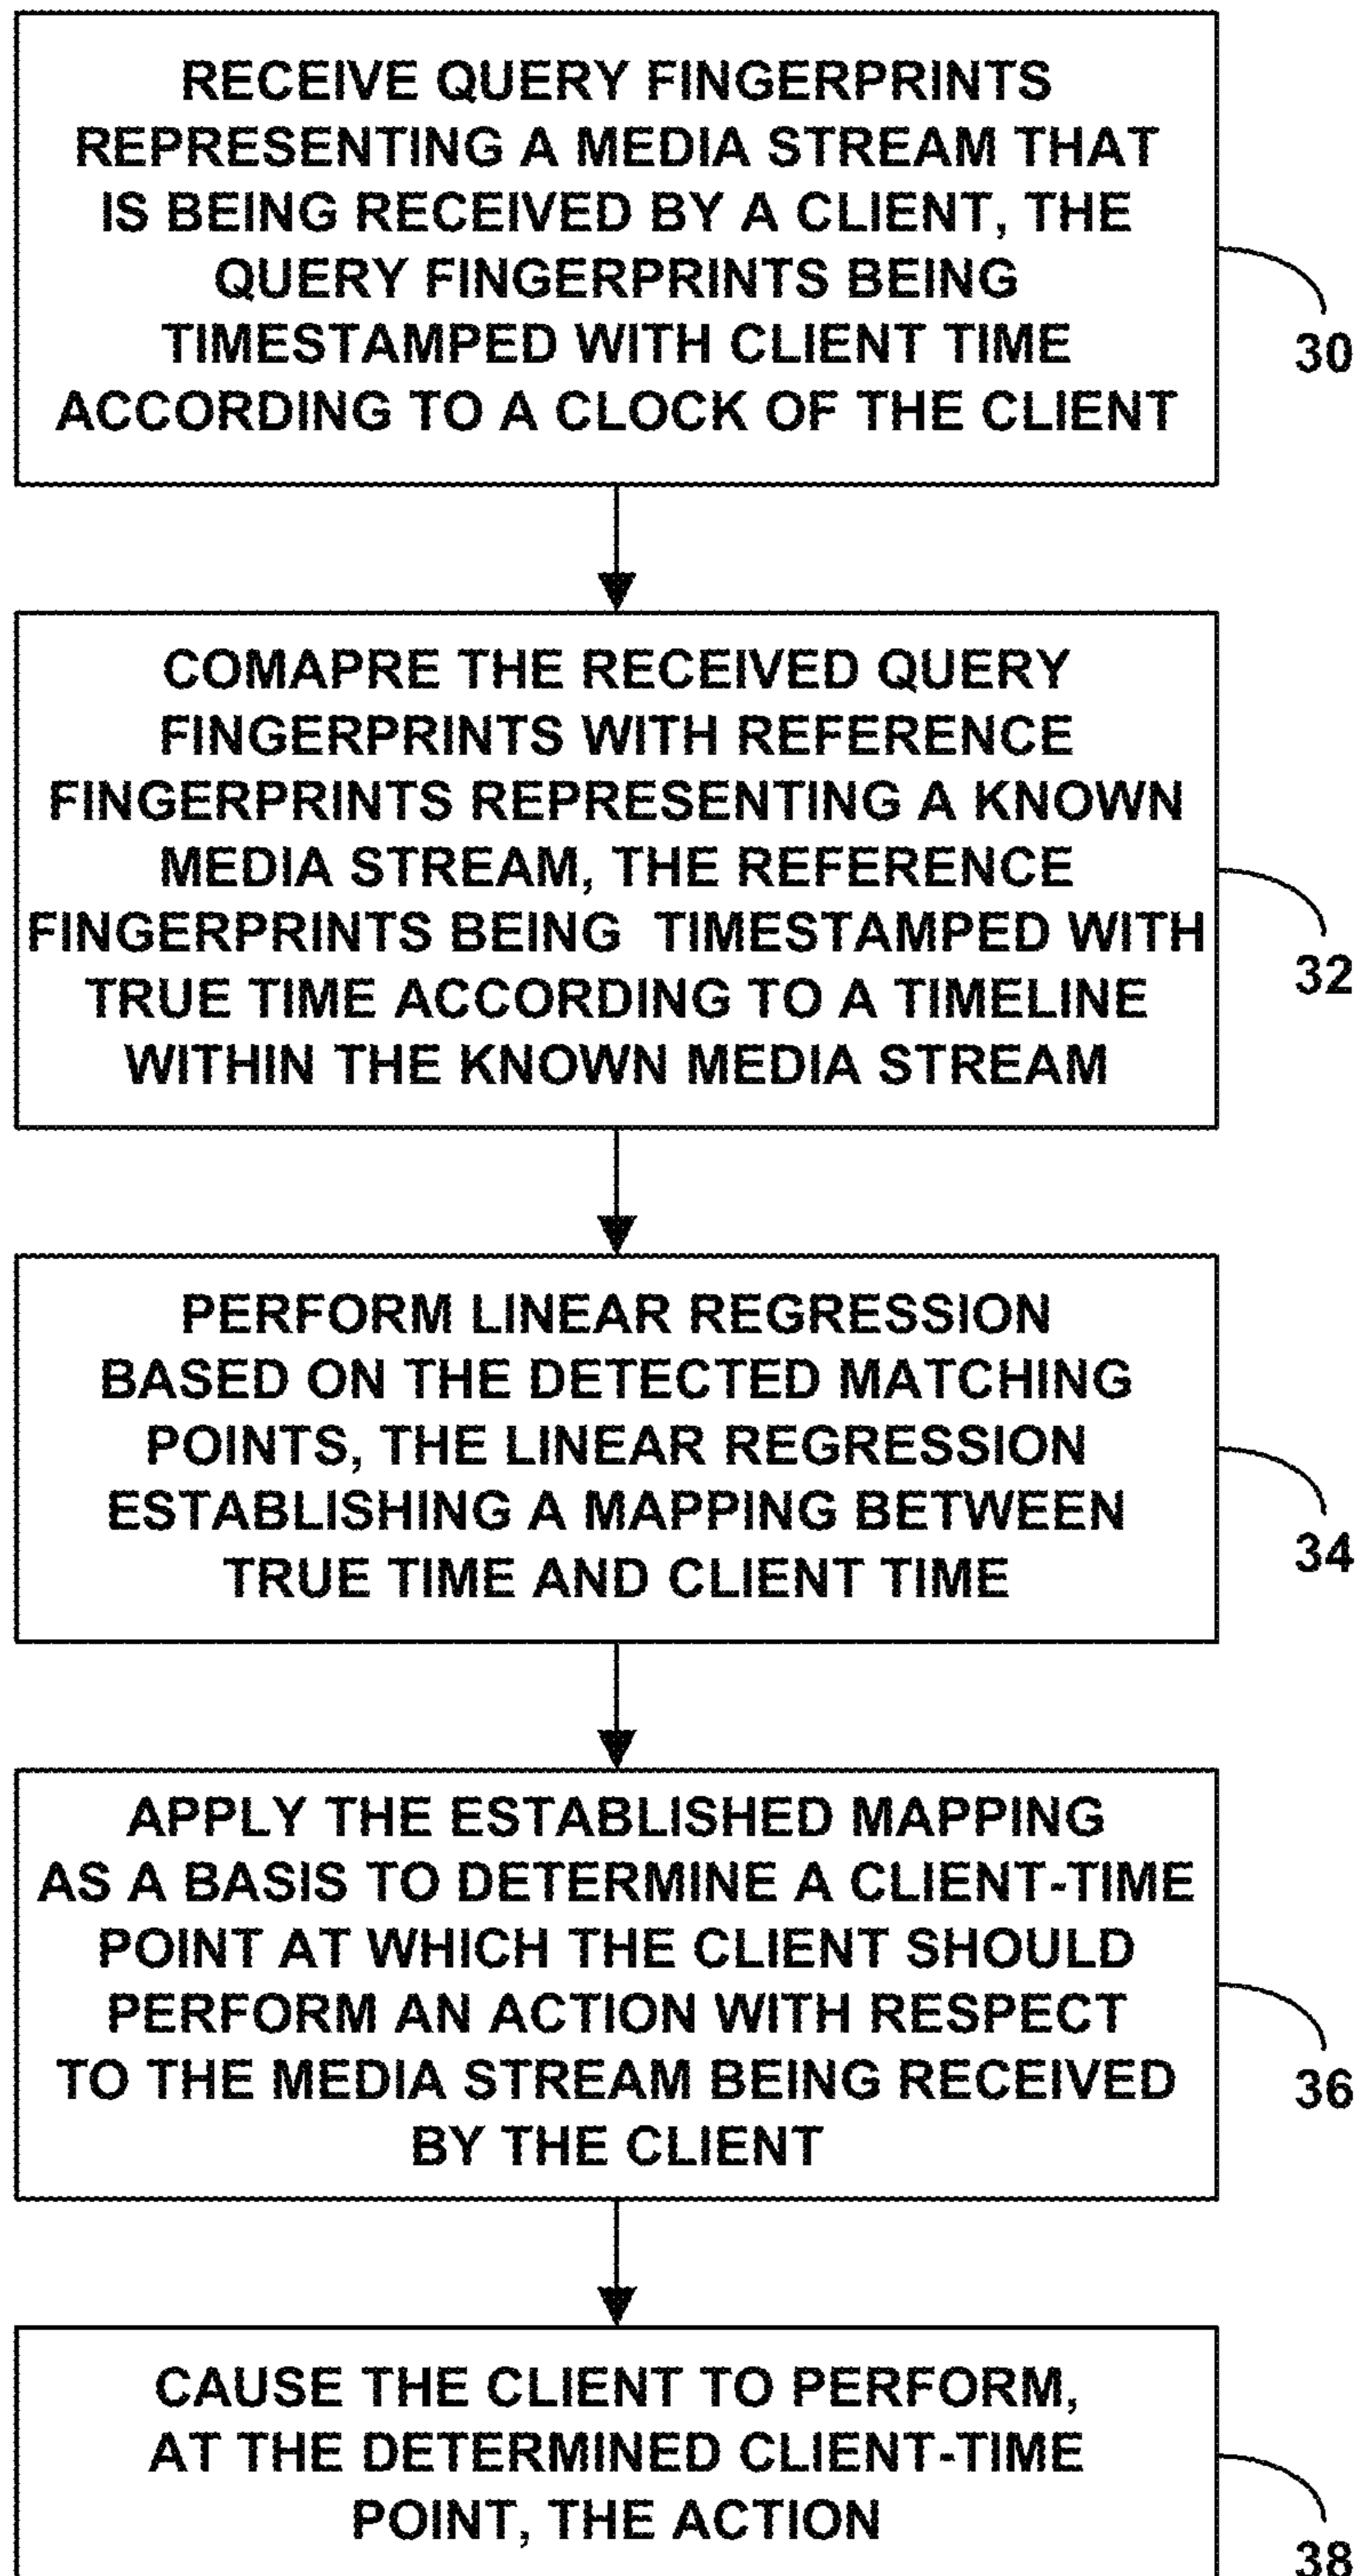 RECEIVE QUERY FINGERPRINTS
REPRESENTING A MEDIA STREAM THAT
IS BEING RECEIVED BY A CLIENT, THE
QUERY FINGERPRINTS BEING
TIMESTAMPED WITH CLIENT TIME
ACCORDING TO A CLOCK OF THE CLIENT
30
COMAPRE THE RECEIVED QUERY
FINGERPRINTS WITH REFERENCE
FINGERPRINTS REPRESENTING A KNOWN
MEDIA STREAM, THE REFERENCE
FINGERPRINTS BEING TIMESTAMPED WITH
TRUE TIME ACCORDING TO A TIMELINE
WITHIN THE KNOWN MEDIA STREAM
32
PERFORM LINEAR REGRESSION
BASED ON THE DETECTED MATCHING
POINTS, THE LINEAR REGRESSION
ESTABLISHING A MAPPING BETWEEN
TRUE TIME AND CLIENT TIME
34
APPLY THE ESTABLISHED MAPPING
AS A BASIS TO DETERMINE A CLIENT-TIME
POINT AT WHICH THE CLIENT SHOULD
PERFORM AN ACTION WITH RESPECT
TO THE MEDIA STREAM BEING RECEIVED
BY THE CLIENT
36
CAUSE THE CLIENT TO PERFORM,
AT THE DETERMINED CLIENT-TIME
POINT, THE ACTION
38